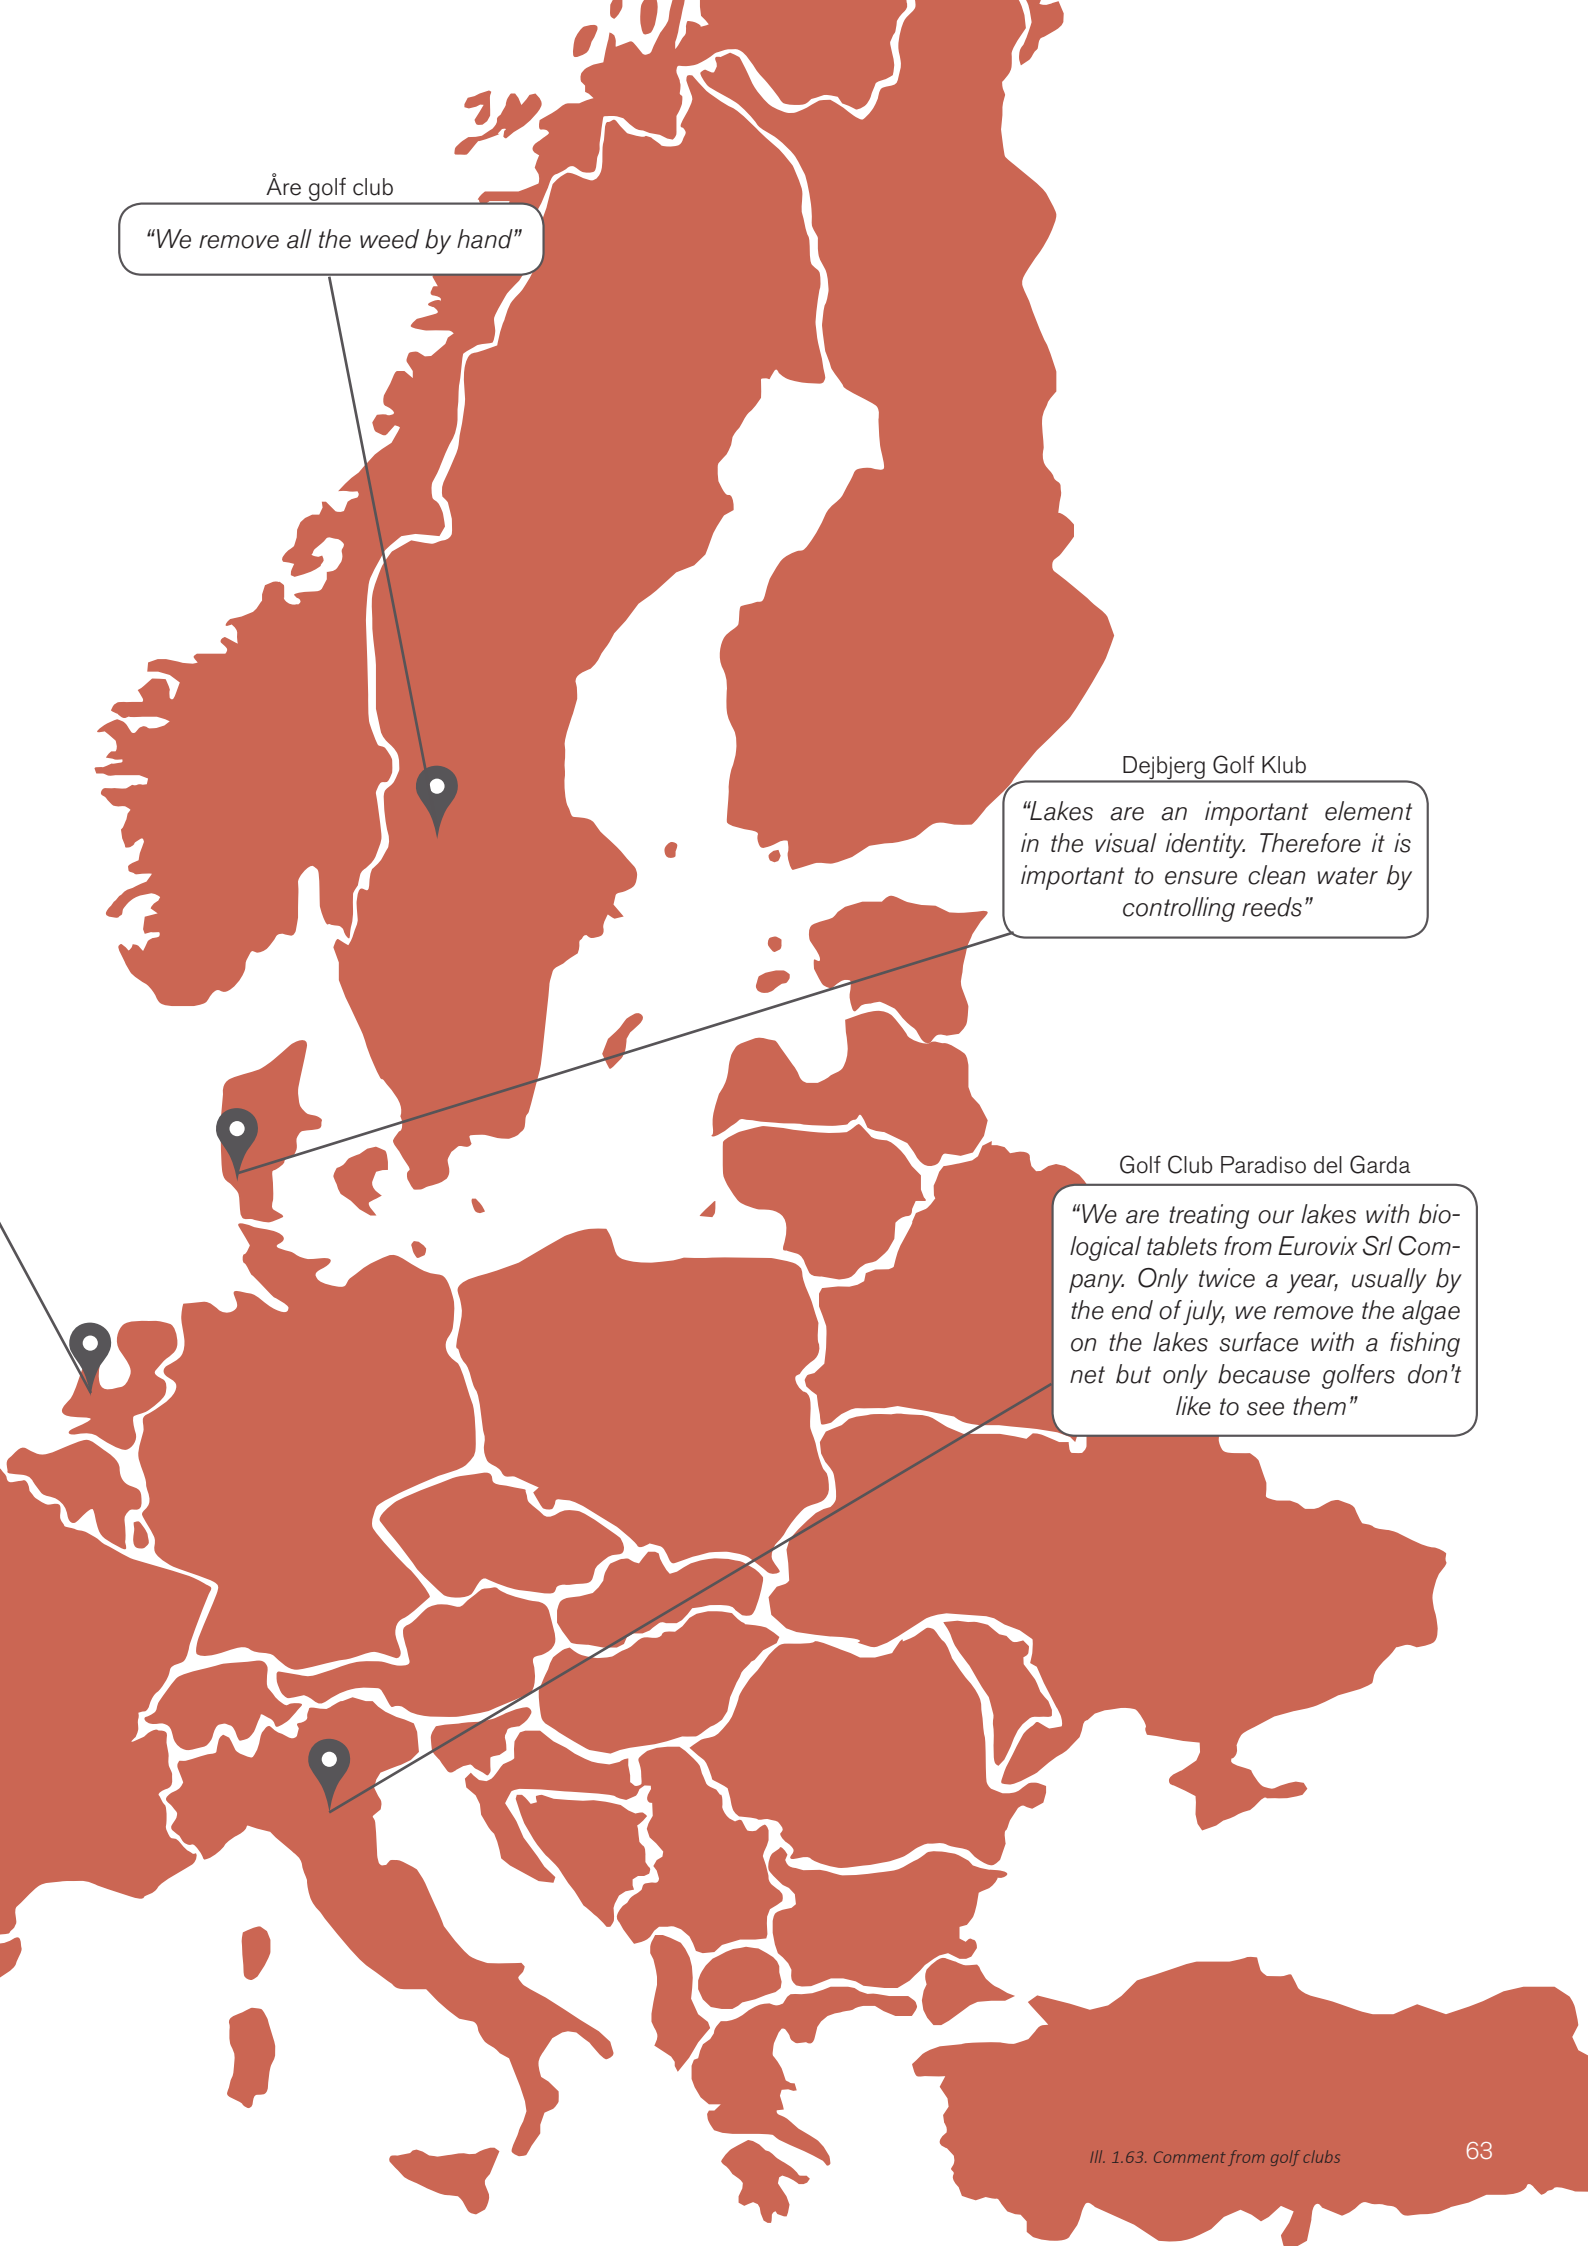 Åre golf club
“We remove all the weed by hand”
Dejbjerg Golf Klub
“Lakes are an important element
in the visual identity. Therefore it is
important to ensure clean water by
controlling reeds”
Golf Club Paradiso del Garda
“We are treating our lakes with bio-
logical tablets from Eurovix Srl Com-
pany. Only twice a year, usually by
the end of july, we remove the algae
on the lakes surface with a fishing
net but only because golfers don’t
like to see them”
Ill. 1.63. Comment from golf clubs
63